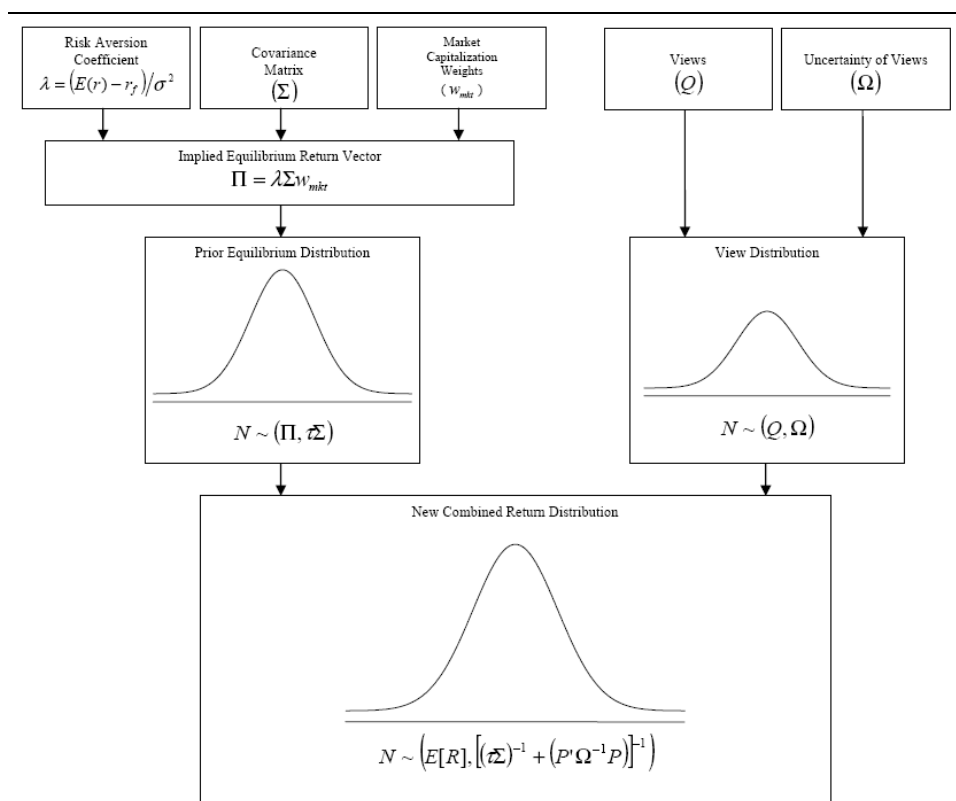 Risk Aversion
Coefficient
λ = (E(r) − r_f)/σ²
Covariance
Matrix
(Σ)
Market
Capitalization
Weights
(w_mkt)
Views
(Q)
Uncertainty of Views
(Ω)
Implied Equilibrium Return Vector
Π = λΣw_mkt
Prior Equilibrium Distribution
N ~ (Π, τΣ)
View Distribution
N ~ (Q, Ω)
New Combined Return Distribution
N ~ (E[R], [(τΣ)⁻¹ + (P'Ω⁻¹P)]⁻¹)